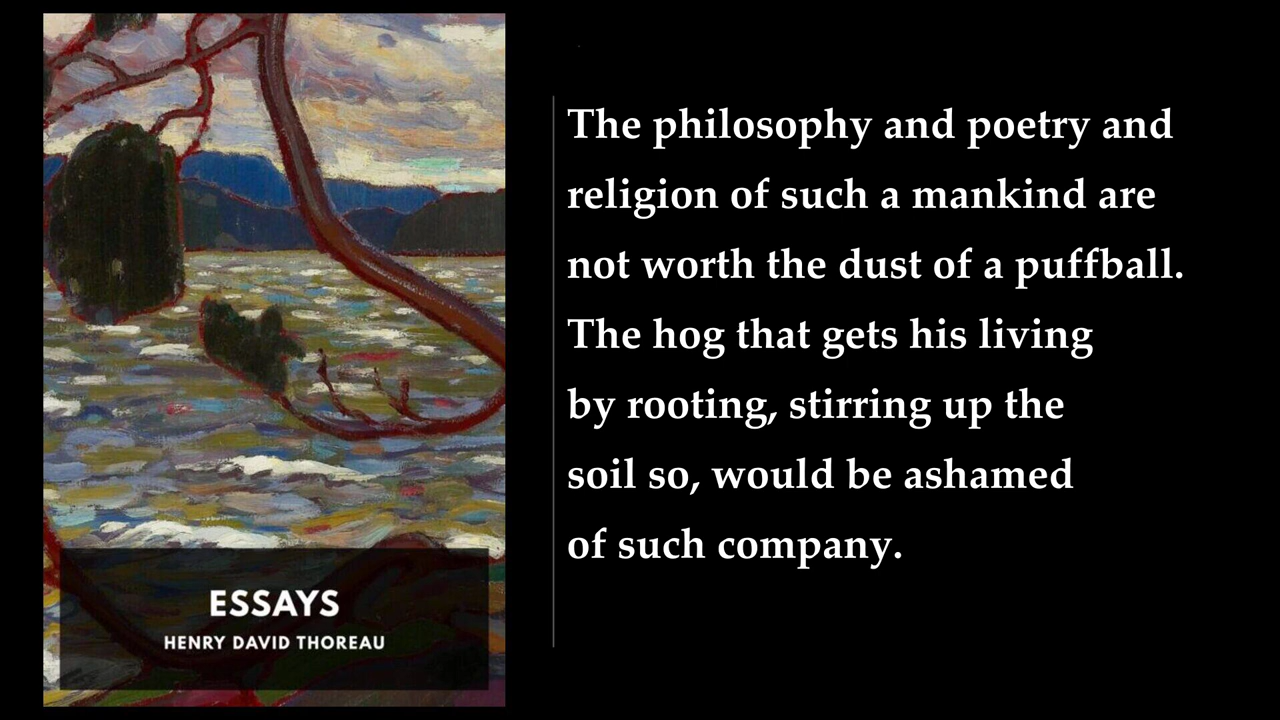 ESSAYS
HENRY DAVID THOREAU
The philosophy and poetry and
religion of such a mankind are
not worth the dust of a puffball.
The hog that gets his living
by rooting, stirring up the
soil so, would be ashamed
of such company.